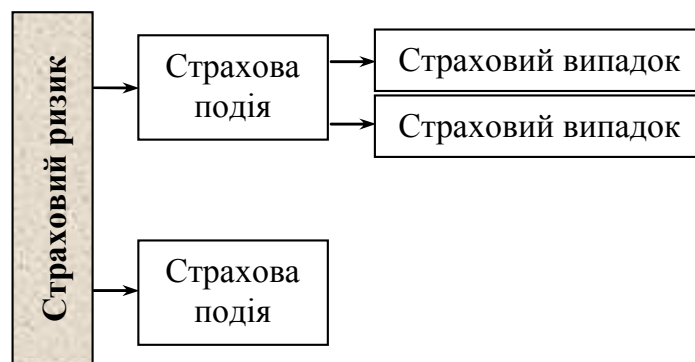 Страховий ризик
Страхова
подія
Страховий випадок
Страховий випадок
Страхова
подія